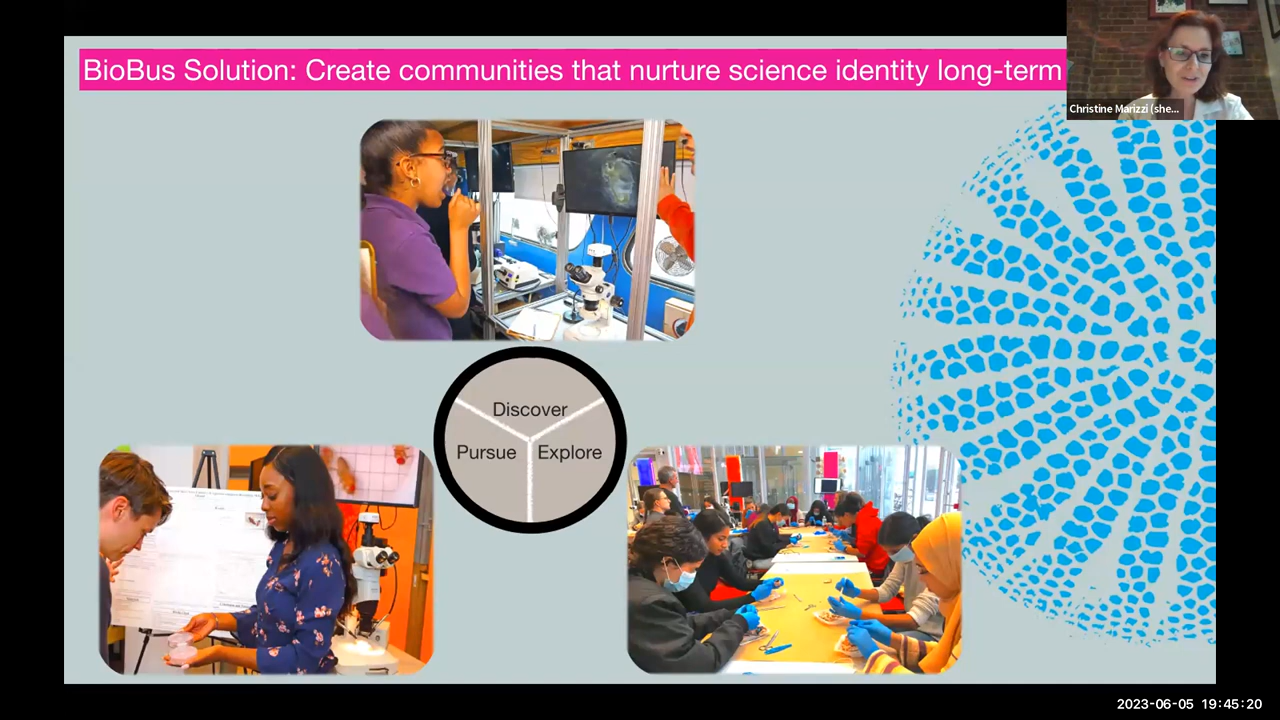 BioBus Solution: Create communities that nurture science identity long-term
Christine Marizzi (she...
Discover
Pursue
Explore
2023-06-05 19:45:20